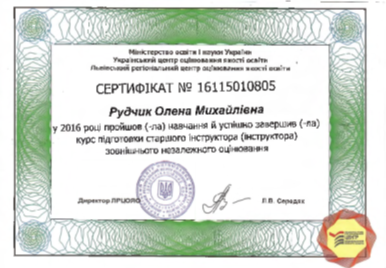 Міністерство освіти і науки України
Український центр оцінювання якості освіти
Львівський регіональний центр оцінювання якості освіти
СЕРТИФІКАТ № 16115010805
Рудчик Олена Михайлівна
у 2016 році пройшов (-ла) навчання й успішно завершив (-ла)
курс підготовки старшого інструктора (інструктора)
зовнішнього незалежного оцінювання
Директор ЛРЦОЯО Л.В. Середяк